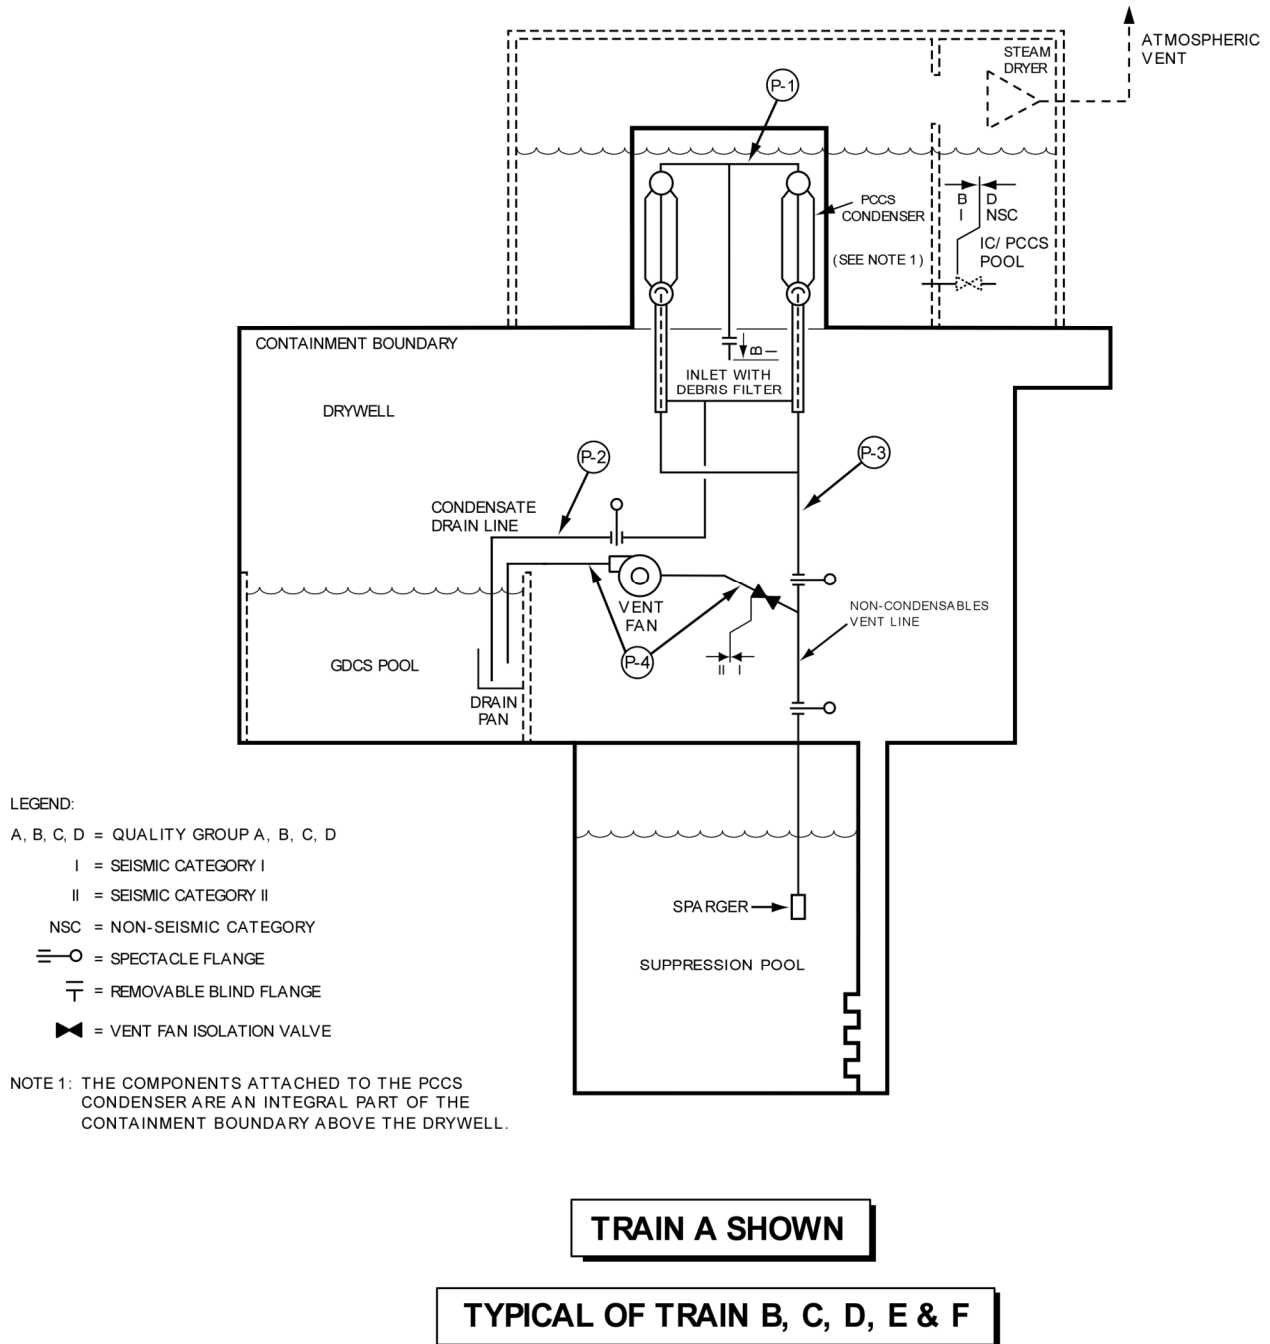 ATMOSPHERIC
VENT
STEAM
DRYER
P-1
B D
I NSC
PCCS
CONDENSER
(SEE NOTE 1)
IC/ PCCS
POOL
CONTAINMENT BOUNDARY
B
I
INLET WITH
DEBRIS FILTER
DRYWELL
P-2
P-3
CONDENSATE
DRAIN LINE
VENT
FAN
NON-CONDENSABLES
VENT LINE
P-4
II I
GDCS POOL
DRAIN
PAN
LEGEND:
A, B, C, D = QUALITY GROUP A, B, C, D
I = SEISMIC CATEGORY I
II = SEISMIC CATEGORY II
NSC = NON-SEISMIC CATEGORY
= SPECTACLE FLANGE
= REMOVABLE BLIND FLANGE
= VENT FAN ISOLATION VALVE
SPARGER
SUPPRESSION POOL
NOTE 1: THE COMPONENTS ATTACHED TO THE PCCS
CONDENSER ARE AN INTEGRAL PART OF THE
CONTAINMENT BOUNDARY ABOVE THE DRYWELL.
TRAIN A SHOWN
TYPICAL OF TRAIN B, C, D, E & F